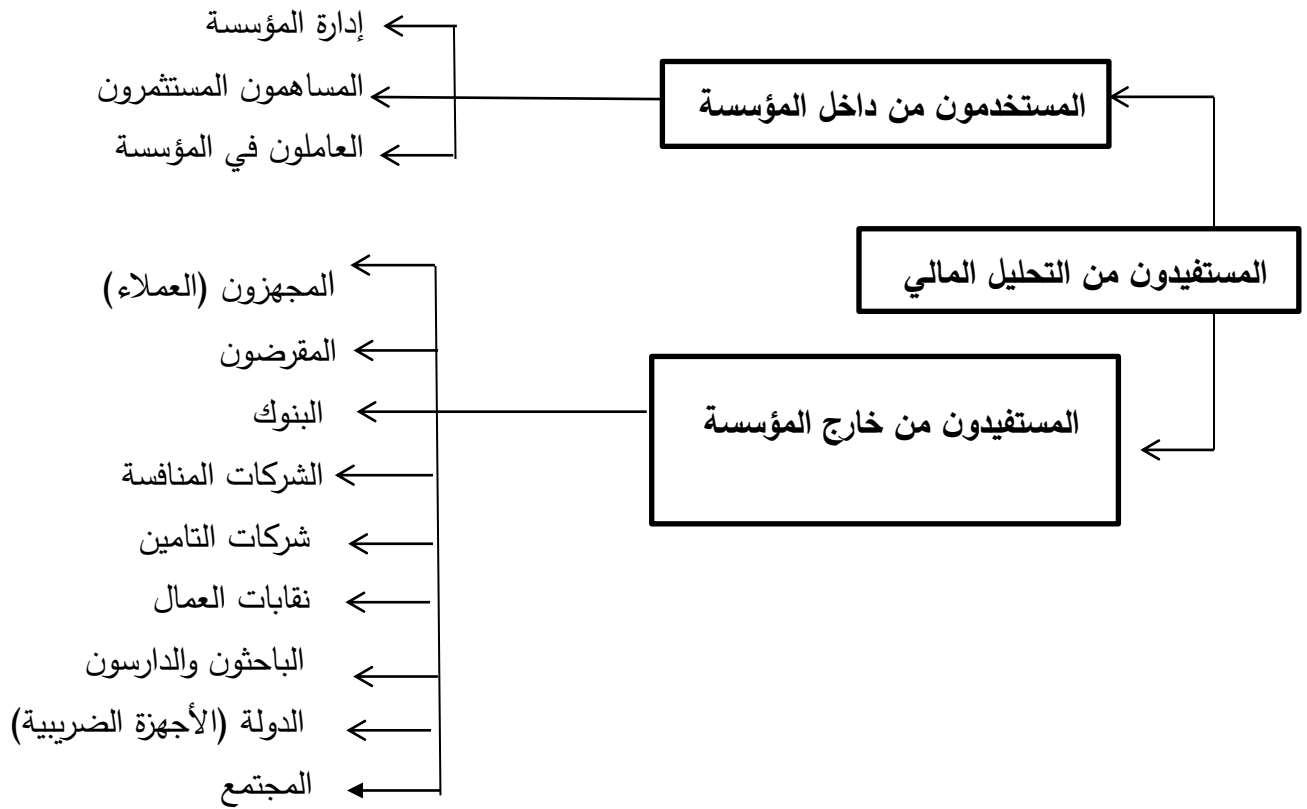 إدارة المؤسسة
المستخدمون من داخل المؤسسة
المساهمون المستثمرون
العاملون في المؤسسة
المستفيدون من التحليل المالي
المجهزون (العملاء)
المقرضون
المستفيدون من خارج المؤسسة
البنوك
الشركات المنافسة
شركات التامين
نقابات العمال
الباحثون والدارسون
الدولة (الأجهزة الضريبية)
المجتمع